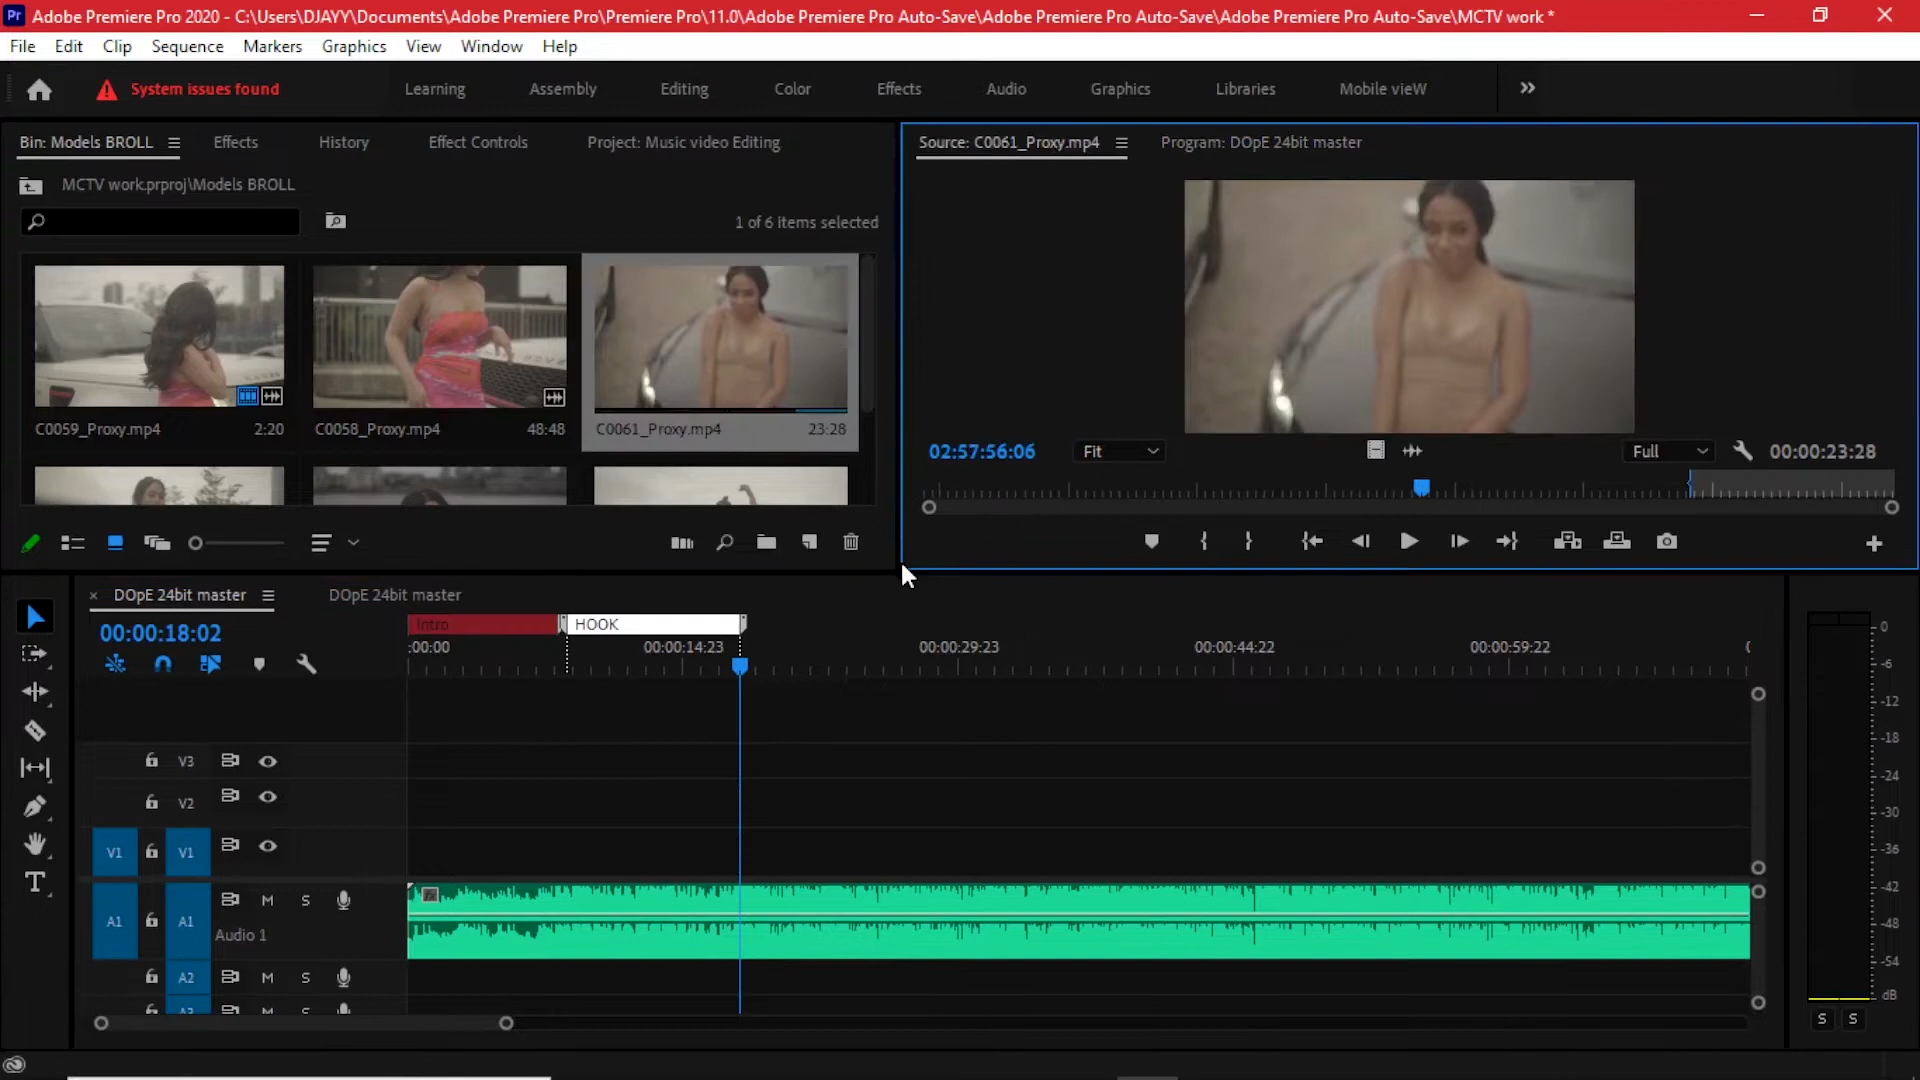 Adobe Premiere Pro 2020 - C:\Users\DJAYY\Documents\Adobe Premiere Pro\Premiere Pro\11.0\Adobe Premiere Pro Auto-Save\Adobe Premiere Pro Auto-Save\Adobe Premiere Pro Auto-Save\MCTV work *
File Edit Clip Sequence Markers Graphics View Window Help
System issues found
Learning Assembly Editing Color Effects Audio Graphics Libraries Mobile vieW
Bin: Models BROLL Effects History Effect Controls Project: Music video Editing
Source: C0061_Proxy.mp4 Program: DOpE 24bit master
MCTV work.prproj\Models BROLL
1 of 6 items selected
C0059_Proxy.mp4 2:20
C0058_Proxy.mp4 48:48
C0061_Proxy.mp4 23:28
02:57:56:06 Fit Full 00:00:23:28
DOpE 24bit master DOpE 24bit master
00:00:18:02
Intro HOOK
:00:00 00:00:14:23 00:00:29:23 00:00:44:22 00:00:59:22
V3
V2
V1 V1
A1 A1 M S
Audio 1
A2 M S
A3 M S
0
-6
-12
-18
-24
-30
-36
-42
-48
-54
dB
S S